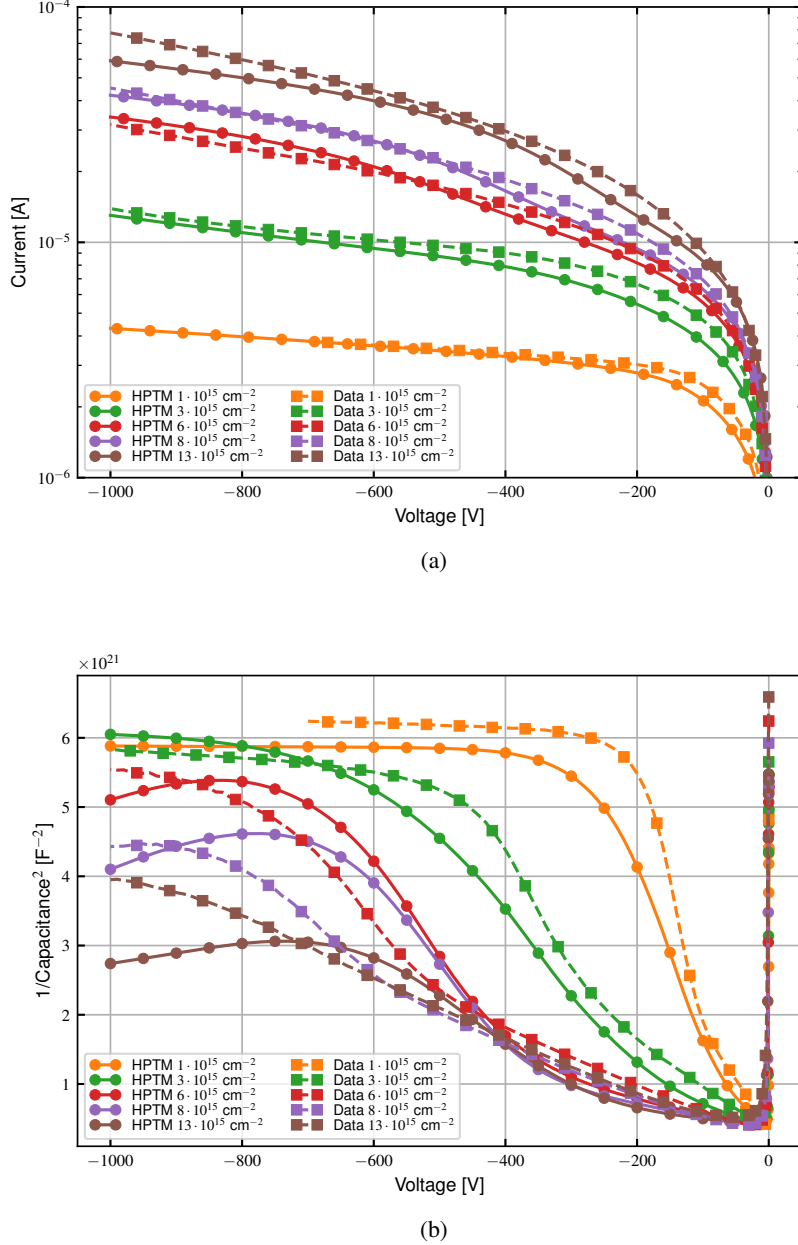 10⁻⁴
10⁻⁵
10⁻⁶
Current [A]
HPTM 1 · 10¹⁵ cm⁻²
HPTM 3 · 10¹⁵ cm⁻²
HPTM 6 · 10¹⁵ cm⁻²
HPTM 8 · 10¹⁵ cm⁻²
HPTM 13 · 10¹⁵ cm⁻²
Data 1 · 10¹⁵ cm⁻²
Data 3 · 10¹⁵ cm⁻²
Data 6 · 10¹⁵ cm⁻²
Data 8 · 10¹⁵ cm⁻²
Data 13 · 10¹⁵ cm⁻²
−1000 −800 −600 −400 −200 0
Voltage [V]
(a)
×10²¹
6
5
4
3
2
1
1/Capacitance² [F⁻²]
HPTM 1 · 10¹⁵ cm⁻²
HPTM 3 · 10¹⁵ cm⁻²
HPTM 6 · 10¹⁵ cm⁻²
HPTM 8 · 10¹⁵ cm⁻²
HPTM 13 · 10¹⁵ cm⁻²
Data 1 · 10¹⁵ cm⁻²
Data 3 · 10¹⁵ cm⁻²
Data 6 · 10¹⁵ cm⁻²
Data 8 · 10¹⁵ cm⁻²
Data 13 · 10¹⁵ cm⁻²
−1000 −800 −600 −400 −200 0
Voltage [V]
(b)